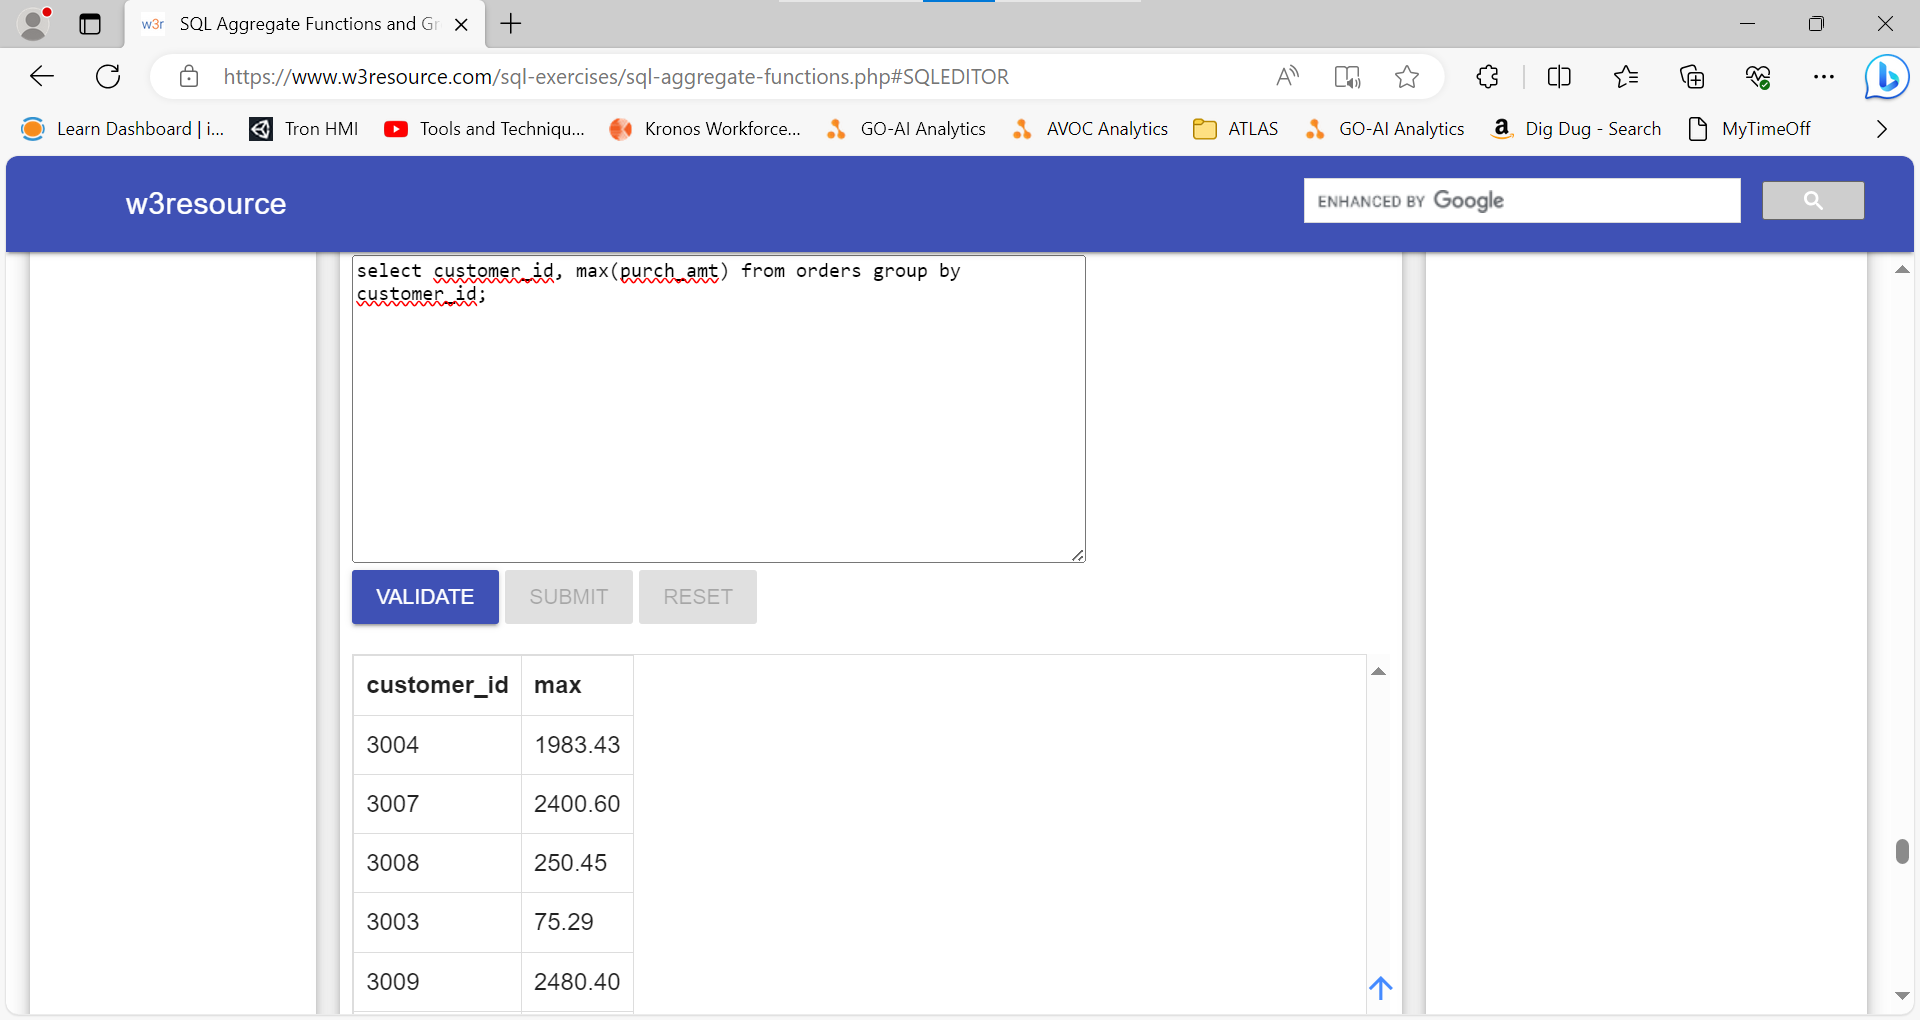 w3r SQL Aggregate Functions and Gr
https://www.w3resource.com/sql-exercises/sql-aggregate-functions.php#SQLEDITOR
Learn Dashboard | i... Tron HMI Tools and Techniqu... Kronos Workforce... GO-AI Analytics AVOC Analytics ATLAS GO-AI Analytics Dig Dug - Search MyTimeOff
w3resource ENHANCED BY Google
select customer_id, max(purch_amt) from orders group by
customer_id;
VALIDATE SUBMIT RESET
customer_id max
3004 1983.43
3007 2400.60
3008 250.45
3003 75.29
3009 2480.40